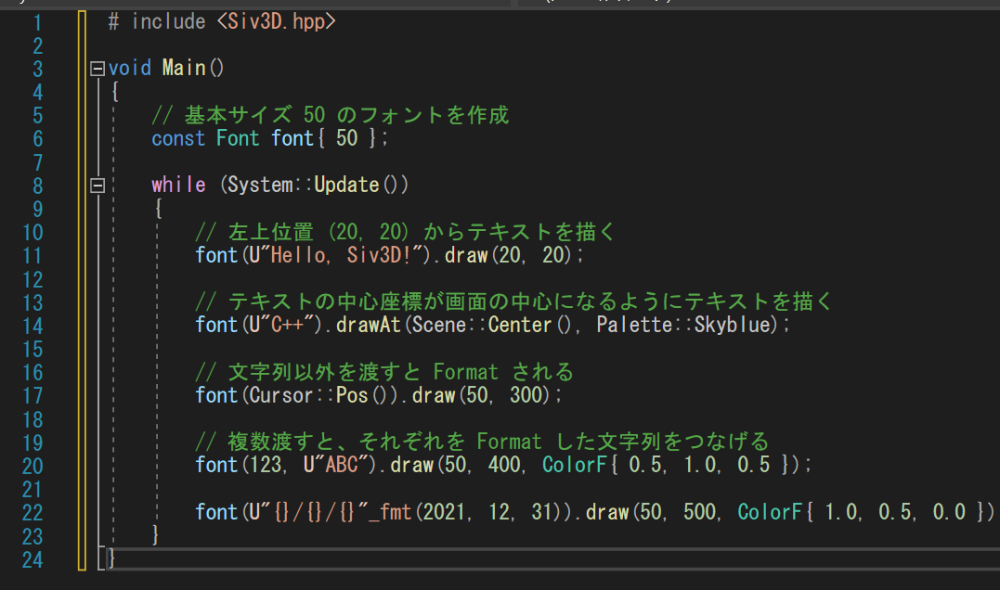 1 # include <Siv3D.hpp>
2
3 void Main()
4 {
5 // 基本サイズ 50 のフォントを作成
6 const Font font{ 50 };
7
8 while (System::Update())
9 {
10 // 左上位置 (20, 20) からテキストを描く
11 font(U"Hello, Siv3D!").draw(20, 20);
12
13 // テキストの中心座標が画面の中心になるようにテキストを描く
14 font(U"C++").drawAt(Scene::Center(), Palette::Skyblue);
15
16 // 文字列以外を渡すと Format される
17 font(Cursor::Pos()).draw(50, 300);
18
19 // 複数渡すと、それぞれを Format した文字列をつなげる
20 font(123, U"ABC").draw(50, 400, ColorF{ 0.5, 1.0, 0.5 });
21
22 font(U"{}/{}/{}"_fmt(2021, 12, 31)).draw(50, 500, ColorF{ 1.0, 0.5, 0.0 })
23 }
24 }